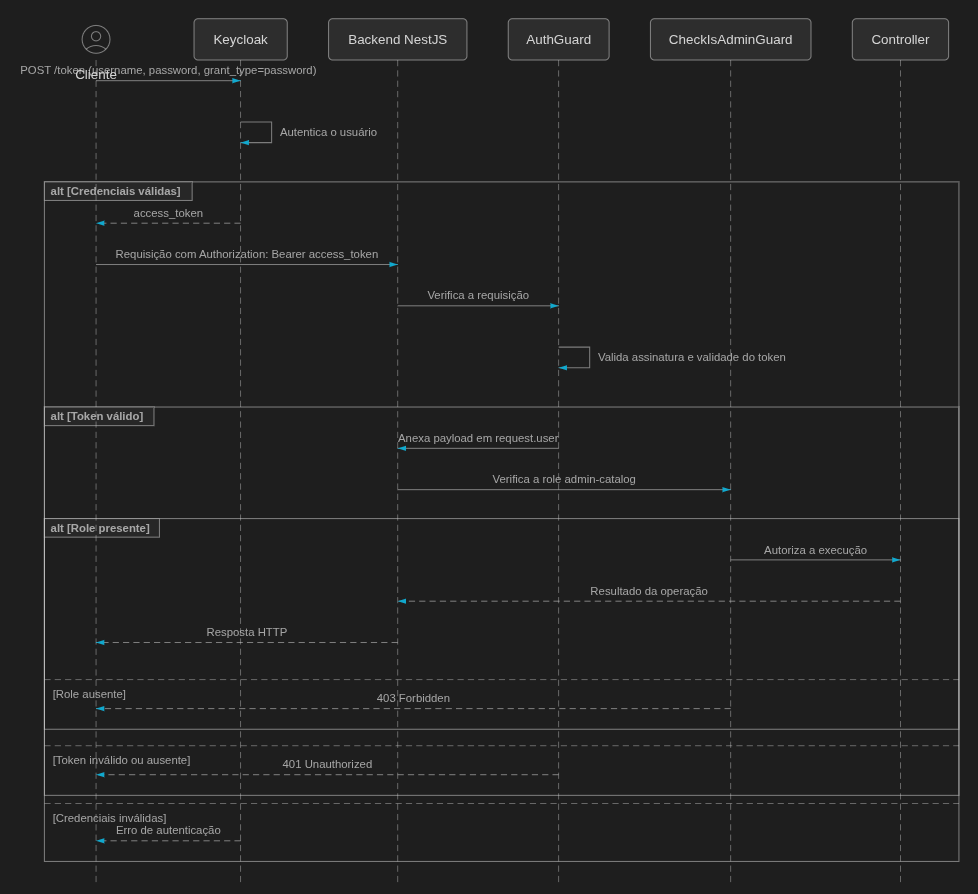 Keycloak
Backend NestJS
AuthGuard
CheckIsAdminGuard
Controller
POST /token (username, password, grant_type=password)
Cliente
Autentica o usuário
alt [Credenciais válidas]
access_token
Requisição com Authorization: Bearer access_token
Verifica a requisição
Valida assinatura e validade do token
alt [Token válido]
Anexa payload em request.user
Verifica a role admin-catalog
alt [Role presente]
Autoriza a execução
Resultado da operação
Resposta HTTP
[Role ausente]
403 Forbidden
[Token inválido ou ausente]
401 Unauthorized
[Credenciais inválidas]
Erro de autenticação